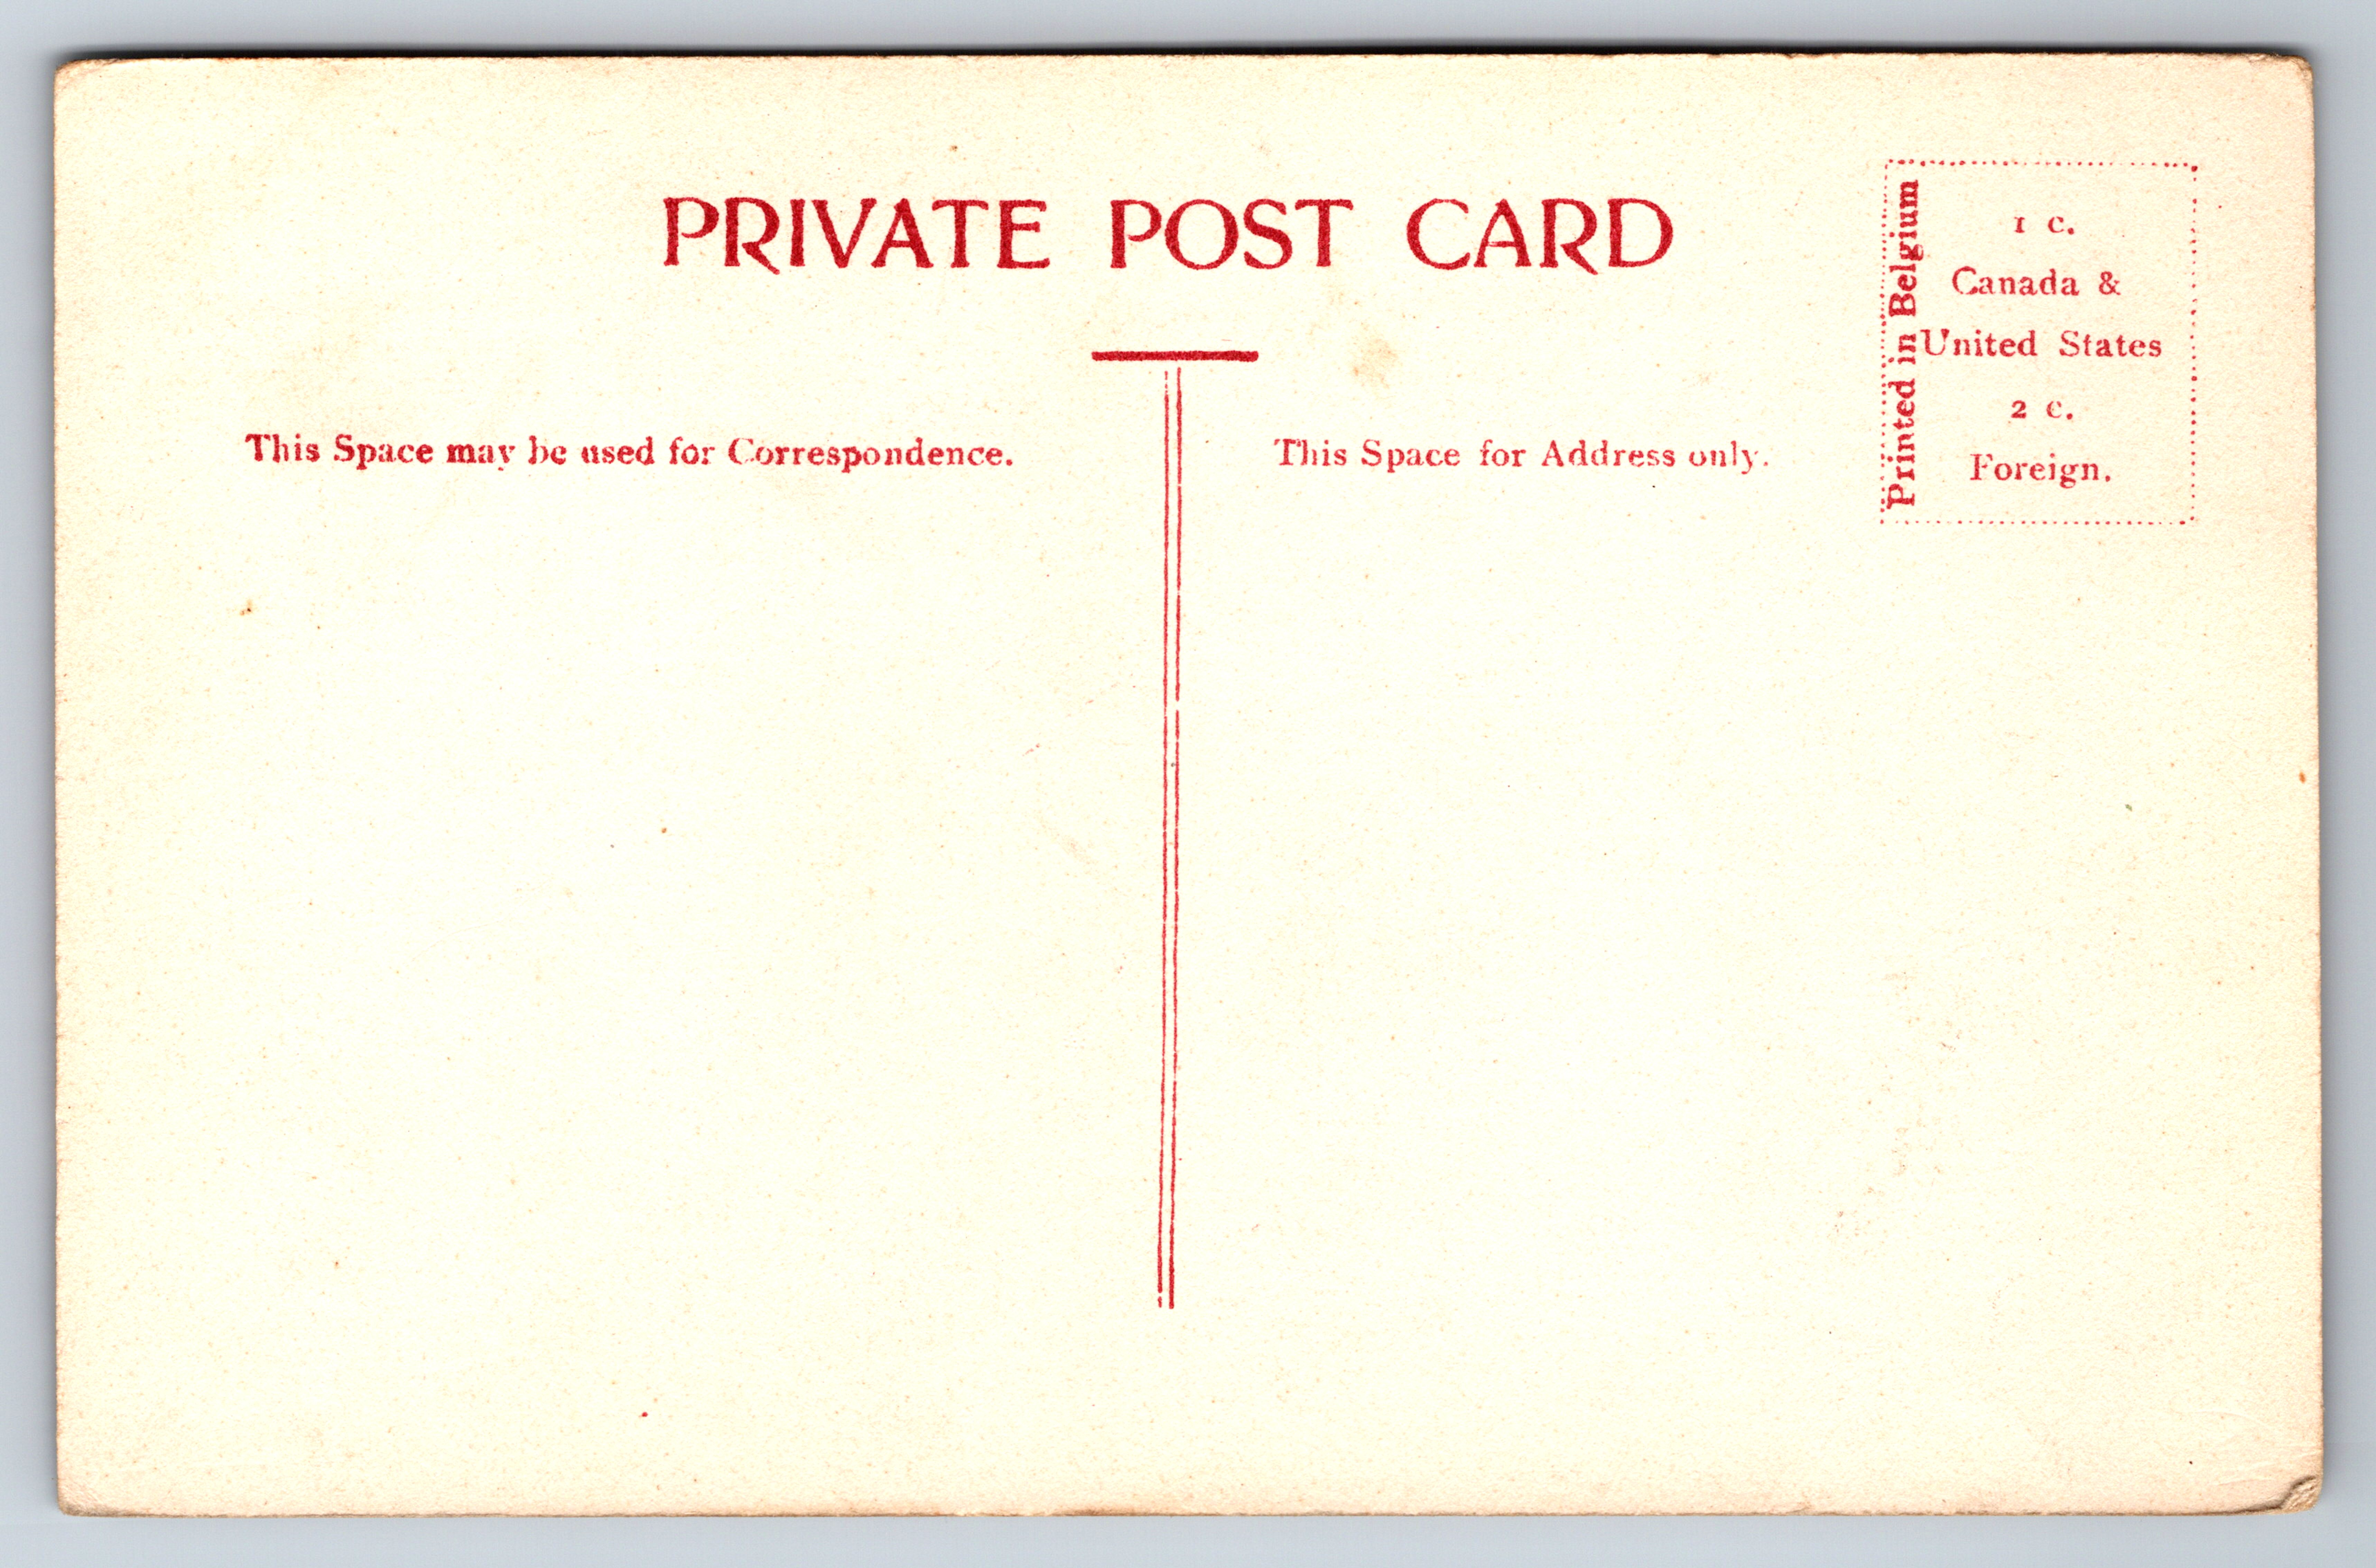 PRIVATE POST CARD
This Space may be used for Correspondence.
This Space for Address only.
Printed in Belgium
1 c.
Canada &
United States
2 c.
Foreign.